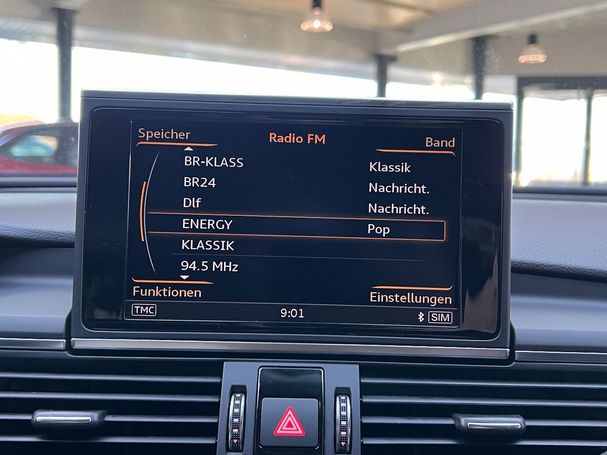 Speicher Radio FM Band
BR-KLASS Klassik
BR24 Nachricht.
Dlf Nachricht.
ENERGY Pop
KLASSIK
94.5 MHz
Funktionen Einstellungen
TMC 9:01 SIM